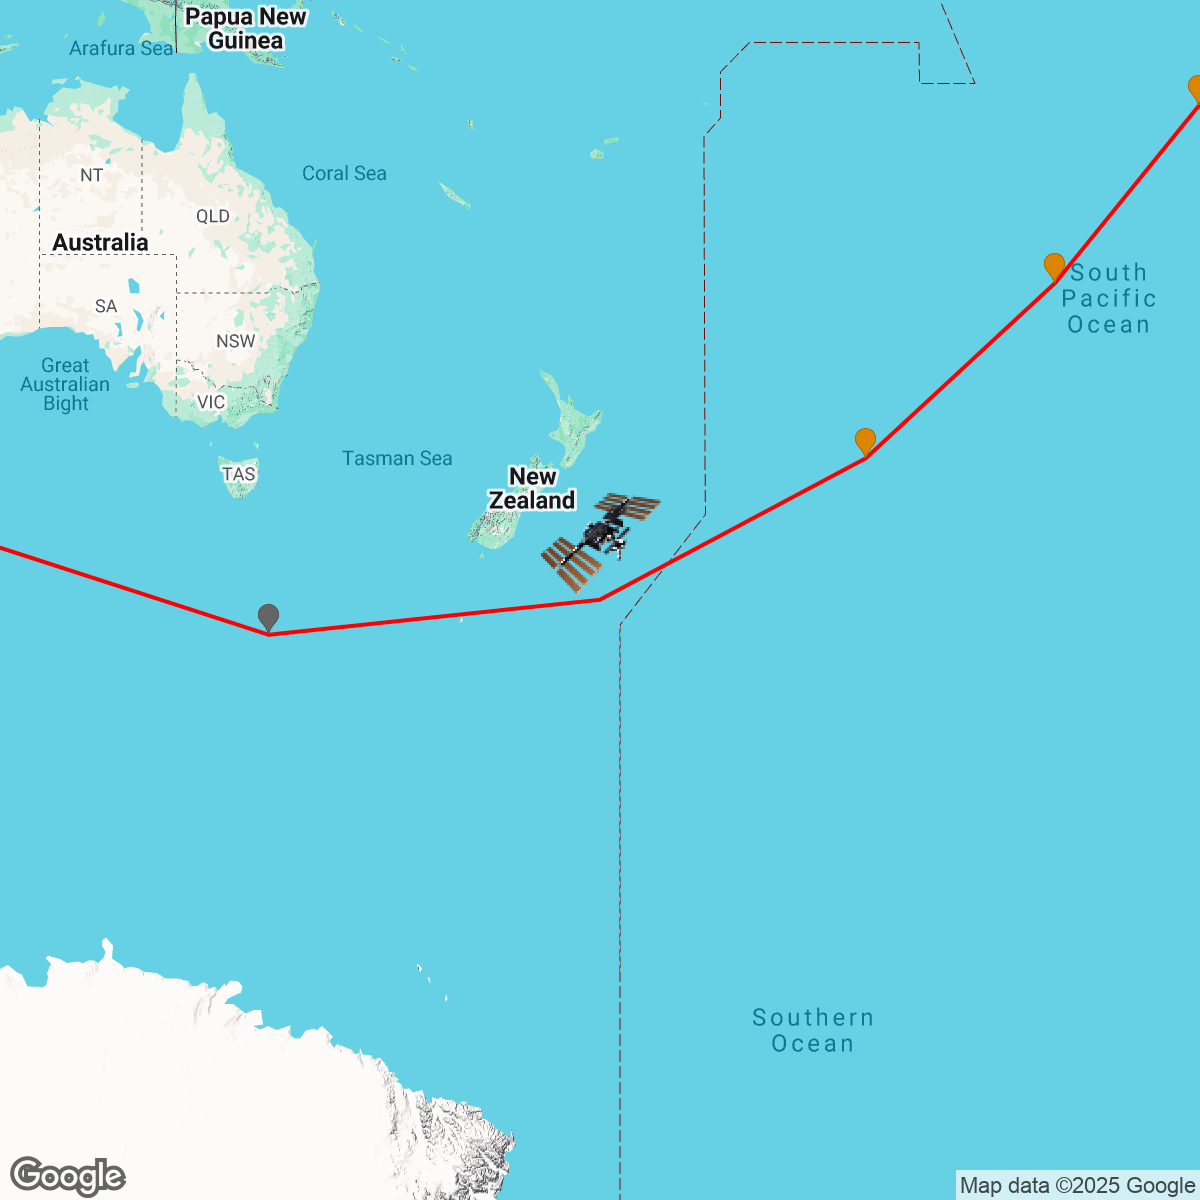 Papua New
Guinea
Arafura Sea
Coral Sea
NT
QLD
Australia
South
Pacific
Ocean
SA
NSW
Great
Australian
Bight
VIC
Tasman Sea
TAS
New
Zealand
Southern
Ocean
Google
Map data ©2025 Google